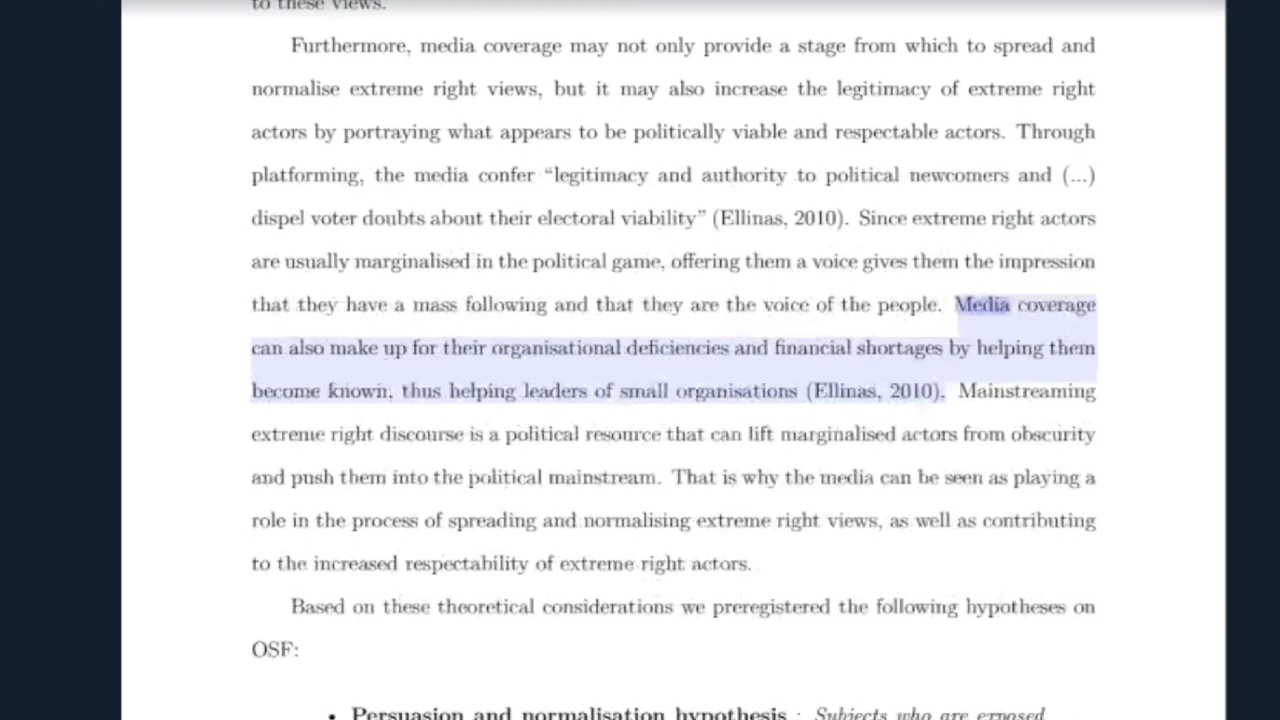 to these views.
Furthermore, media coverage may not only provide a stage from which to spread and
normalise extreme right views, but it may also increase the legitimacy of extreme right
actors by portraying what appears to be politically viable and respectable actors. Through
platforming, the media confer “legitimacy and authority to political newcomers and (...)
dispel voter doubts about their electoral viability” (Ellinas, 2010). Since extreme right actors
are usually marginalised in the political game, offering them a voice gives them the impression
that they have a mass following and that they are the voice of the people. Media coverage
can also make up for their organisational deficiencies and financial shortages by helping them
become known, thus helping leaders of small organisations (Ellinas, 2010). Mainstreaming
extreme right discourse is a political resource that can lift marginalised actors from obscurity
and push them into the political mainstream. That is why the media can be seen as playing a
role in the process of spreading and normalising extreme right views, as well as contributing
to the increased respectability of extreme right actors.
Based on these theoretical considerations we preregistered the following hypotheses on
OSF:
• Persuasion and normalisation hypothesis : Subjects who are exposed